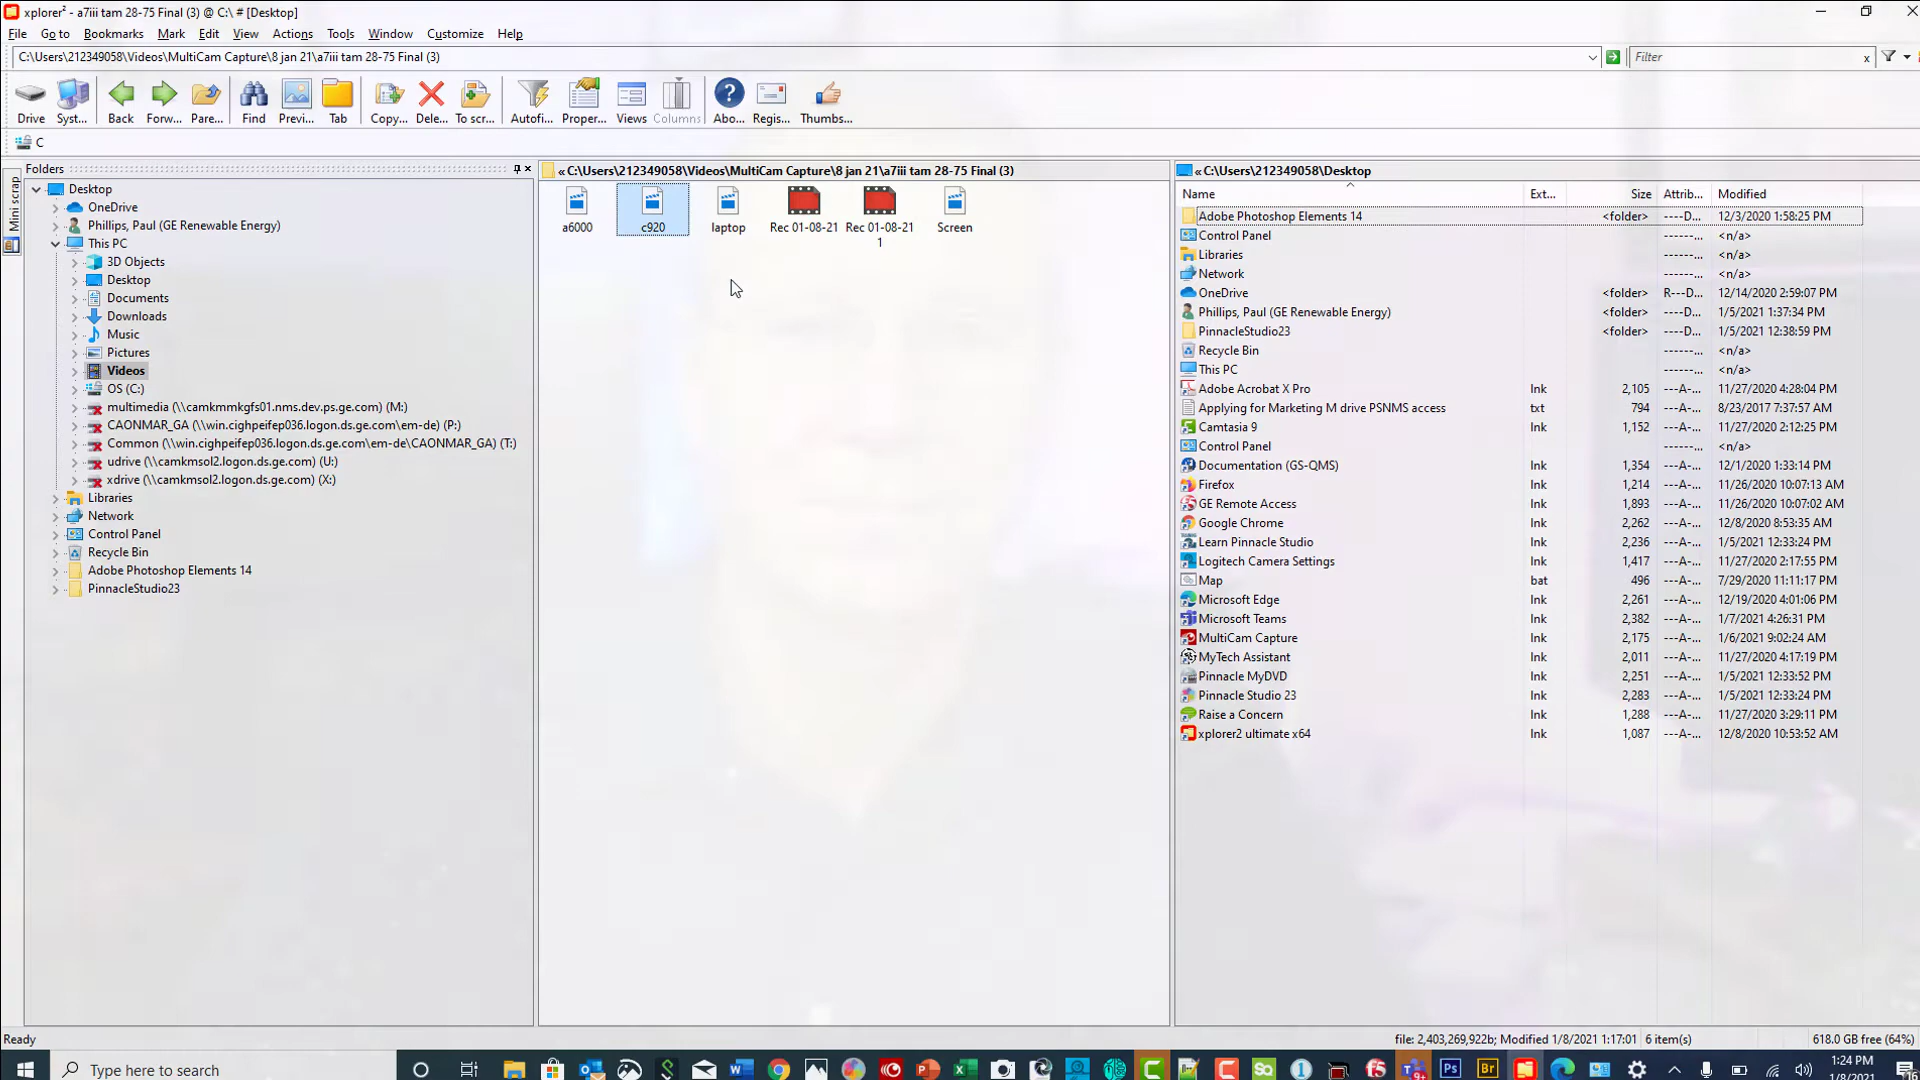 xplorer² - a7iii tam 28-75 Final (3) @ C:\ # [Desktop]
File Go to Bookmarks Mark Edit View Actions Tools Window Customize Help
C:\Users\212349058\Videos\MultiCam Capture\8 jan 21\a7iii tam 28-75 Final (3) Filter x
Drive Syst... Back Forw... Pare... Find Previ... Tab Copy... Dele... To scr... Autofi... Proper... Views Columns Abo... Regis... Thumbs...
C
Mini scrap
Folders
Desktop
OneDrive
Phillips, Paul (GE Renewable Energy)
This PC
3D Objects
Desktop
Documents
Downloads
Music
Pictures
Videos
OS (C:)
multimedia (\\camkmmkgfs01.nms.dev.ps.ge.com) (M:)
CAONMAR_GA (\\win.cighpeifep036.logon.ds.ge.com\em-de) (P:)
Common (\\win.cighpeifep036.logon.ds.ge.com\em-de\CAONMAR_GA) (T:)
udrive (\\camkmsol2.logon.ds.ge.com) (U:)
xdrive (\\camkmsol2.logon.ds.ge.com) (X:)
Libraries
Network
Control Panel
Recycle Bin
Adobe Photoshop Elements 14
PinnacleStudio23
« C:\Users\212349058\Videos\MultiCam Capture\8 jan 21\a7iii tam 28-75 Final (3)
a6000 c920 laptop Rec 01-08-21 Rec 01-08-21 1 Screen
« C:\Users\212349058\Desktop
Name Ext... Size Attrib... Modified
Adobe Photoshop Elements 14 <folder> ----D... 12/3/2020 1:58:25 PM
Control Panel ------... <n/a>
Libraries ------... <n/a>
Network ------... <n/a>
OneDrive <folder> R---D... 12/14/2020 2:59:07 PM
Phillips, Paul (GE Renewable Energy) ----D... 1/5/2021 1:37:34 PM
PinnacleStudio23 <folder> ----D... 1/5/2021 12:38:59 PM
Recycle Bin ------... <n/a>
This PC ------... <n/a>
Adobe Acrobat X Pro lnk 2,105 ---A-... 11/27/2020 4:28:04 PM
Applying for Marketing M drive PSNMS access txt 794 ---A-... 8/23/2017 7:37:57 AM
Camtasia 9 lnk 1,152 ---A-... 11/27/2020 2:12:25 PM
Control Panel ------... <n/a>
Documentation (GS-QMS) lnk 1,354 ---A-... 12/1/2020 1:33:14 PM
Firefox lnk 1,214 ---A-... 11/26/2020 10:07:13 AM
GE Remote Access lnk 1,893 ---A-... 11/26/2020 10:07:02 AM
Google Chrome lnk 2,262 ---A-... 12/8/2020 8:53:35 AM
Learn Pinnacle Studio lnk 2,236 ---A-... 1/5/2021 12:33:24 PM
Logitech Camera Settings lnk 1,417 ---A-... 11/27/2020 2:17:55 PM
Map bat 496 ---A-... 7/29/2020 11:11:17 PM
Microsoft Edge lnk 2,261 ---A-... 12/19/2020 4:01:06 PM
Microsoft Teams lnk 2,382 ---A-... 1/7/2021 4:26:31 PM
MultiCam Capture lnk 2,175 ---A-... 1/6/2021 9:02:24 AM
MyTech Assistant lnk 2,011 ---A-... 11/27/2020 4:17:19 PM
Pinnacle MyDVD lnk 2,251 ---A-... 1/5/2021 12:33:52 PM
Pinnacle Studio 23 lnk 2,283 ---A-... 1/5/2021 12:33:24 PM
Raise a Concern lnk 1,288 ---A-... 11/27/2020 3:29:11 PM
xplorer2 ultimate x64 lnk 1,087 ---A-... 12/8/2020 10:53:52 AM
Ready file: 2,403,269,922b; Modified 1/8/2021 1:17:01 6 item(s) 618.0 GB free (64%)
Type here to search 1:24 PM
1/8/2021